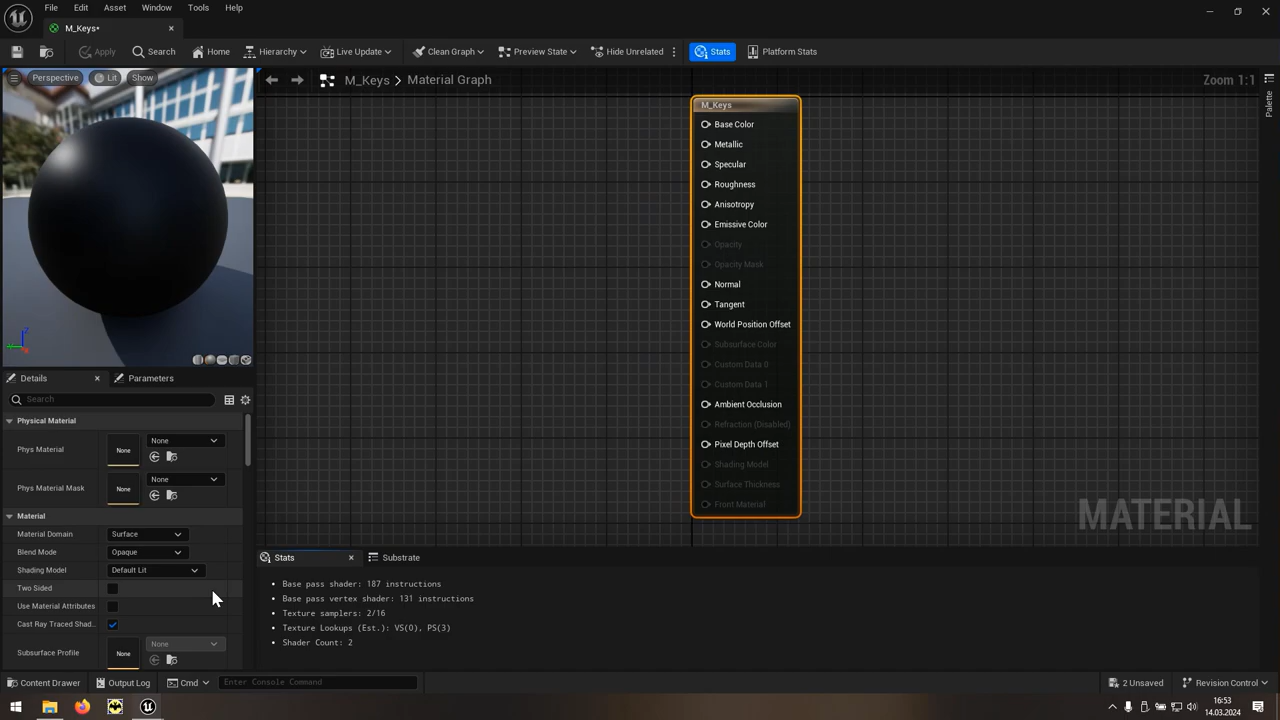 File Edit Asset Window Tools Help
M_Keys*
Apply Search Home Hierarchy Live Update Clean Graph Preview State Hide Unrelated Stats Platform Stats
Perspective Lit Show
M_Keys > Material Graph
Zoom 1:1
Palette
M_Keys
Base Color
Metallic
Specular
Roughness
Anisotropy
Emissive Color
Opacity
Opacity Mask
Normal
Tangent
World Position Offset
Subsurface Color
Custom Data 0
Custom Data 1
Ambient Occlusion
Refraction (Disabled)
Pixel Depth Offset
Shading Model
Surface Thickness
Front Material
MATERIAL
Details Parameters
Search
Physical Material
Phys Material None None
Phys Material Mask None None
Material
Material Domain Surface
Blend Mode Opaque
Shading Model Default Lit
Two Sided
Use Material Attributes
Cast Ray Traced Shad...
Subsurface Profile None None
Stats Substrate
Base pass shader: 187 instructions
Base pass vertex shader: 131 instructions
Texture samplers: 2/16
Texture Lookups (Est.): VS(0), PS(3)
Shader Count: 2
Content Drawer Output Log Cmd Enter Console Command 2 Unsaved Revision Control
16:53
14.03.2024